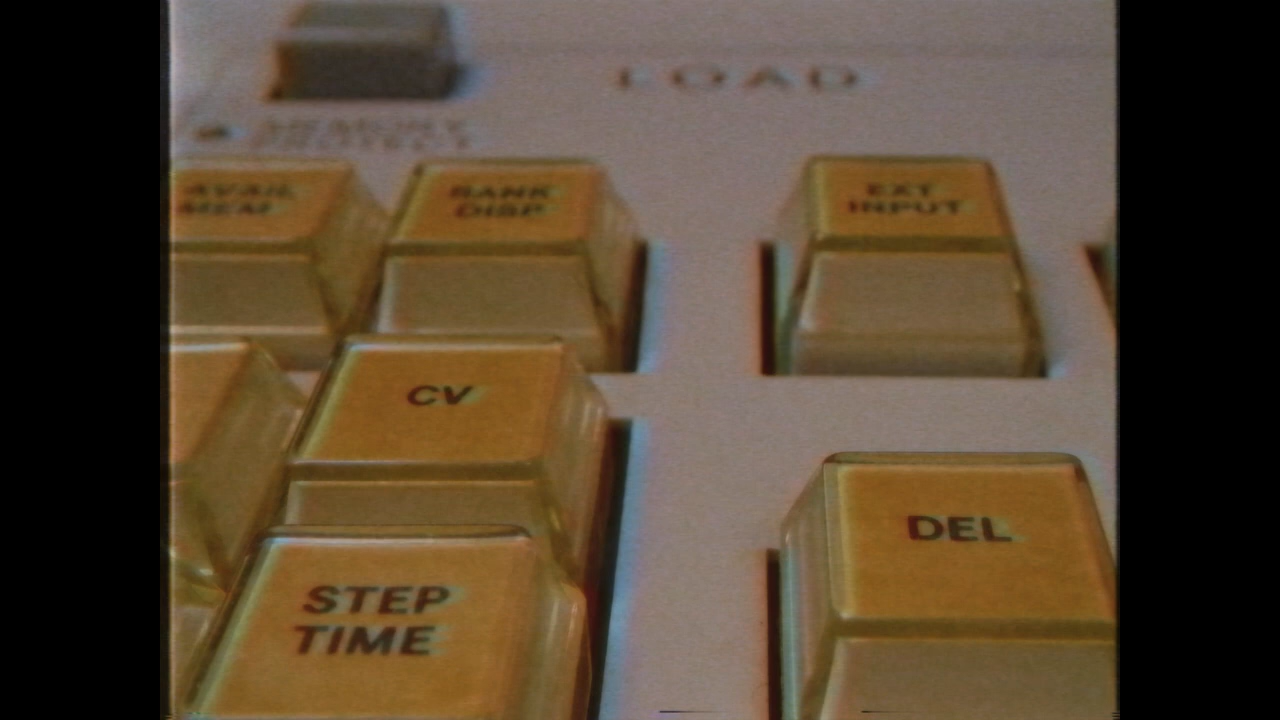 LOAD
MEMORY
PROTECT
AVAIL
MEM
BANK
DISP
EXT
INPUT
CV
DEL
STEP
TIME